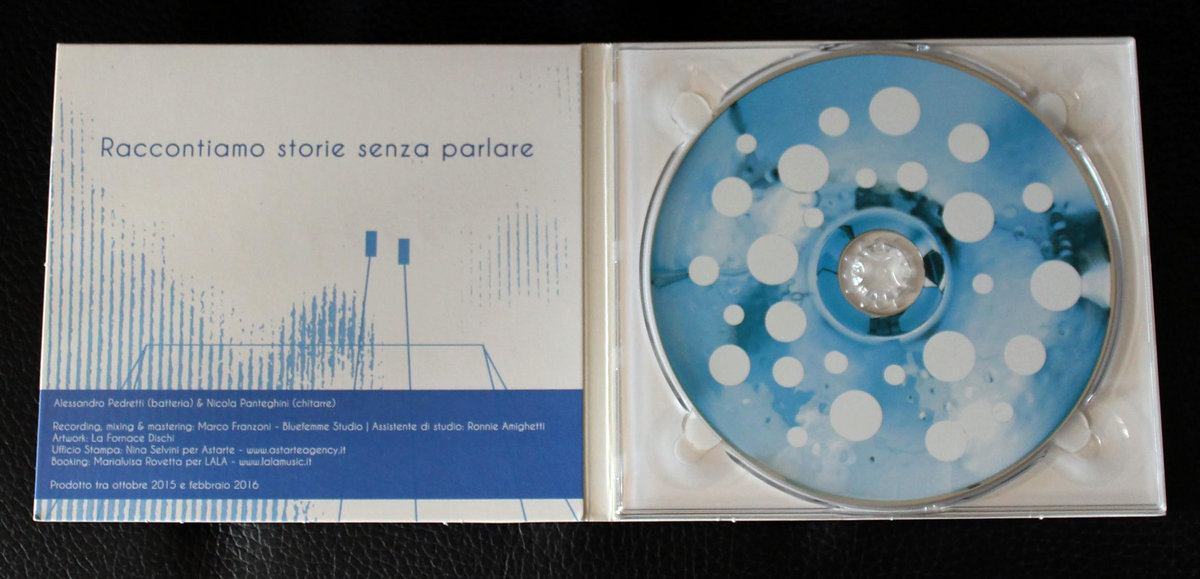 Raccontiamo storie senza parlare
Alessandro Pedretti (batteria) & Nicola Panteghini (chitarre)
Recording, mixing & mastering: Marco Franzoni - Bluefemme Studio | Assistente di studio: Ronnie Amighetti
Artwork: La Fornace Dischi
Ufficio Stampa: Nina Selvini per Astarte - www.astarteagency.it
Booking: Marialuisa Rovetta per LALA - www.lalamusic.it
Prodotto tra ottobre 2015 e febbraio 2016